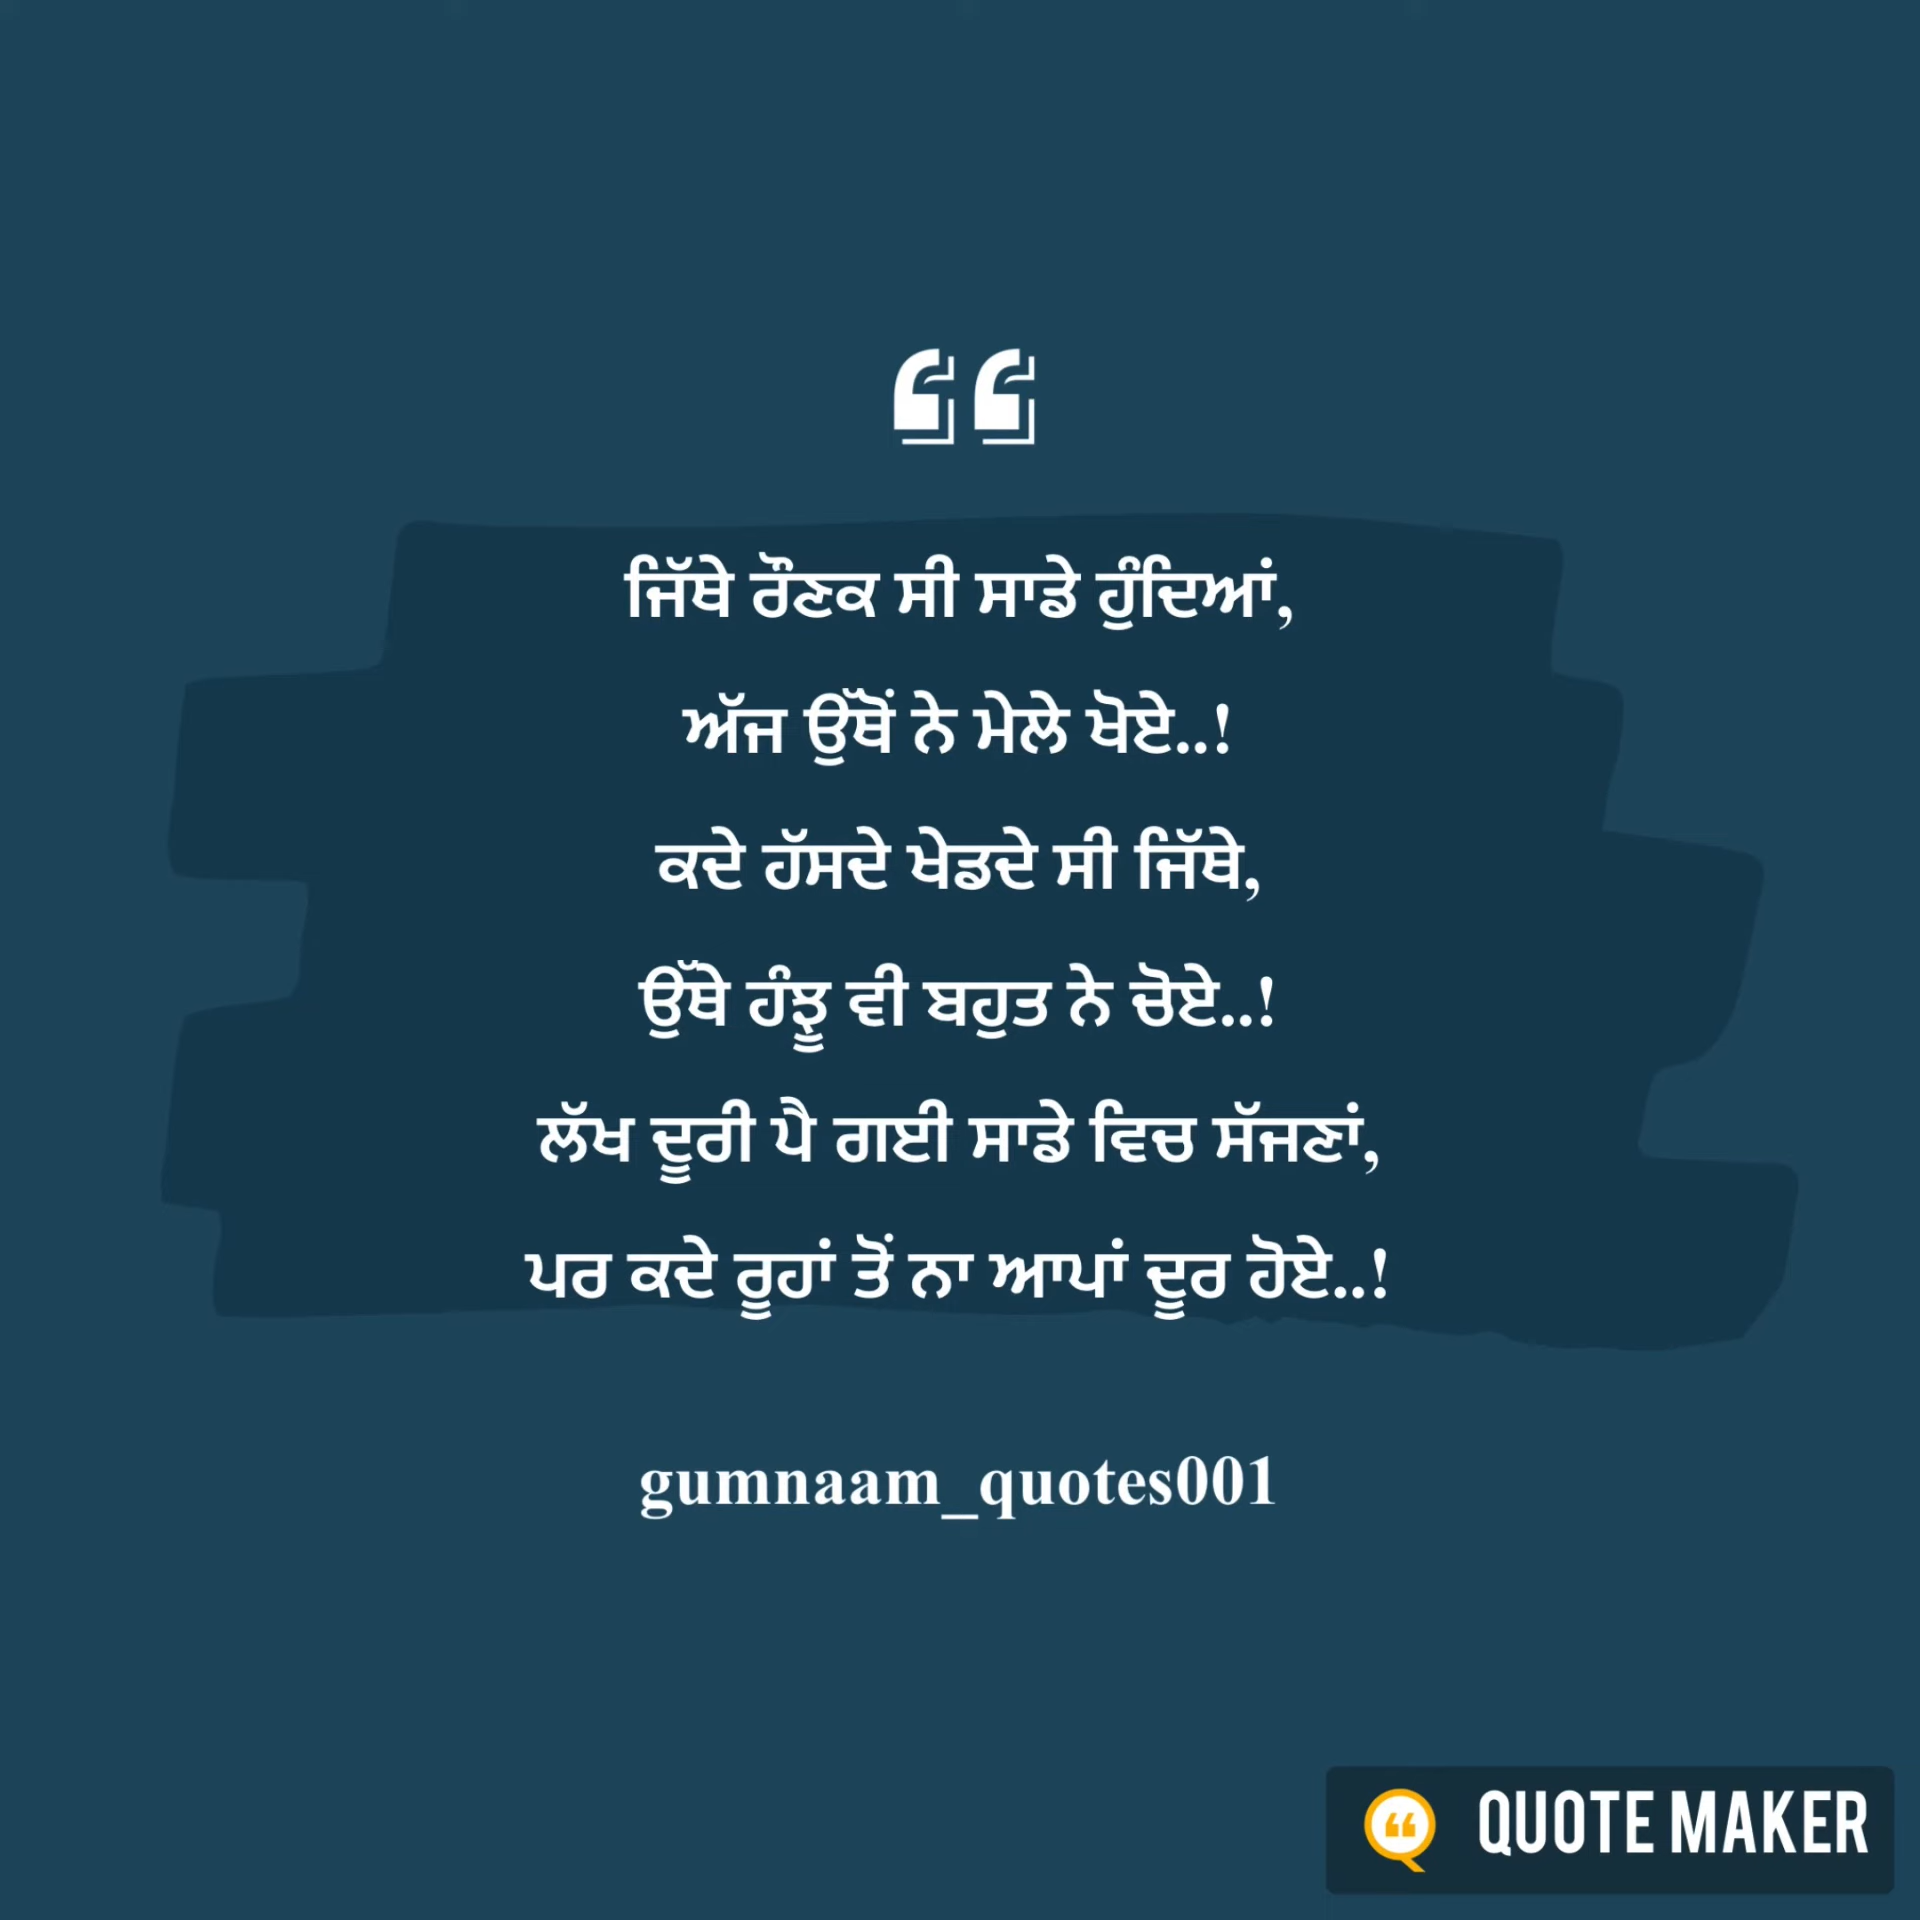 ਜਿੱਥੇ ਰੌਣਕ ਸੀ ਸਾਡੇ ਹੁੰਦਿਆਂ,
ਅੱਜ ਉੱਥੋਂ ਨੇ ਮੇਲੇ ਖੋਏ..!
ਕਦੇ ਹੱਸਦੇ ਖੇਡਦੇ ਸੀ ਜਿੱਥੇ,
ਉੱਥੇ ਹੰਝੂ ਵੀ ਬਹੁਤ ਨੇ ਚੋਏ..!
ਲੱਖ ਦੂਰੀ ਪੈ ਗਈ ਸਾਡੇ ਵਿਚ ਸੱਜਣਾਂ,
ਪਰ ਕਦੇ ਰੂਹਾਂ ਤੋਂ ਨਾ ਆਪਾਂ ਦੂਰ ਹੋਏ..!
gumnaam_quotes001
QUOTE MAKER